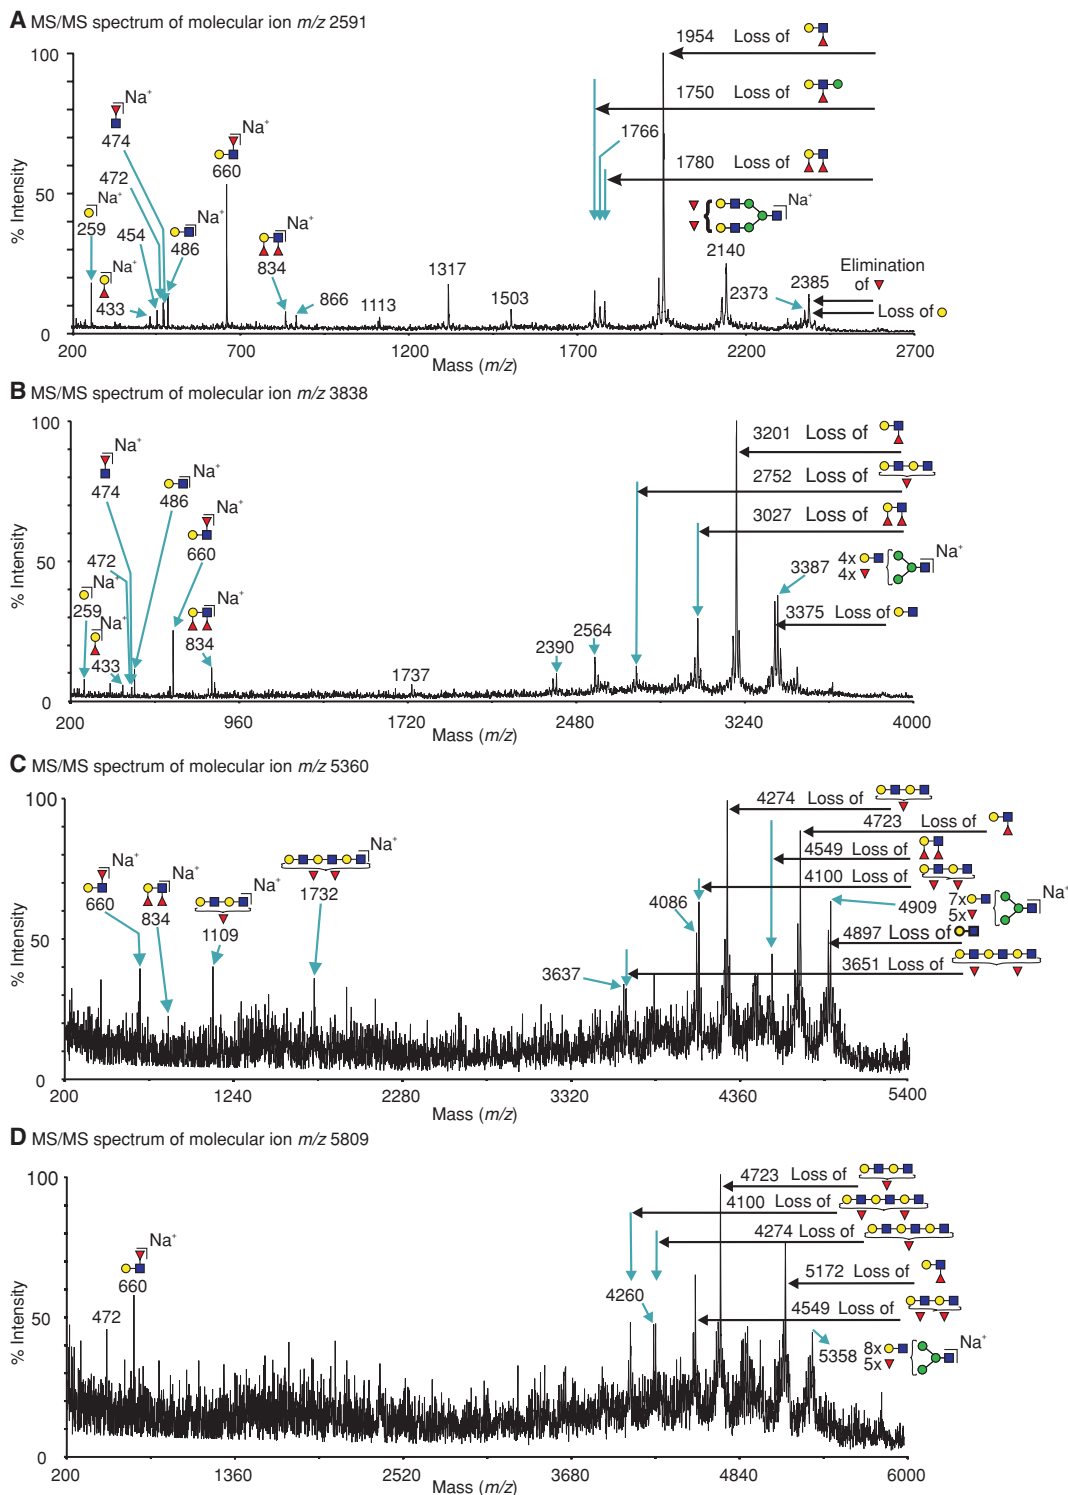 A MS/MS spectrum of molecular ion m/z 2591
100
50
0
% Intensity
200
700
1200
1700
2200
2700
Mass (m/z)
Na+
474
472
454
Na+
259
Na+
433
Na+
486
Na+
660
Na+
834
866
1113
1317
1503
1954 Loss of
1750 Loss of
1766
1780 Loss of
Na+
2140
2373
2385
Elimination
of
Loss of
B MS/MS spectrum of molecular ion m/z 3838
100
50
0
% Intensity
200
960
1720
2480
3240
4000
Mass (m/z)
Na+
474
472
Na+
259
Na+
433
Na+
486
Na+
660
Na+
834
1737
2390
2564
3201 Loss of
2752 Loss of
3027 Loss of
3387
4x
4x
Na+
3375 Loss of
C MS/MS spectrum of molecular ion m/z 5360
100
50
0
% Intensity
200
1240
2280
3320
4360
5400
Mass (m/z)
Na+
660
Na+
834
Na+
1109
Na+
1732
4274 Loss of
4723 Loss of
4549 Loss of
4100 Loss of
4086
4909
7x
5x
Na+
4897 Loss of
3637
3651 Loss of
D MS/MS spectrum of molecular ion m/z 5809
100
50
0
% Intensity
200
1360
2520
3680
4840
6000
Mass (m/z)
472
Na+
660
4723 Loss of
4100 Loss of
4274 Loss of
4260
5172 Loss of
4549 Loss of
5358
8x
5x
Na+